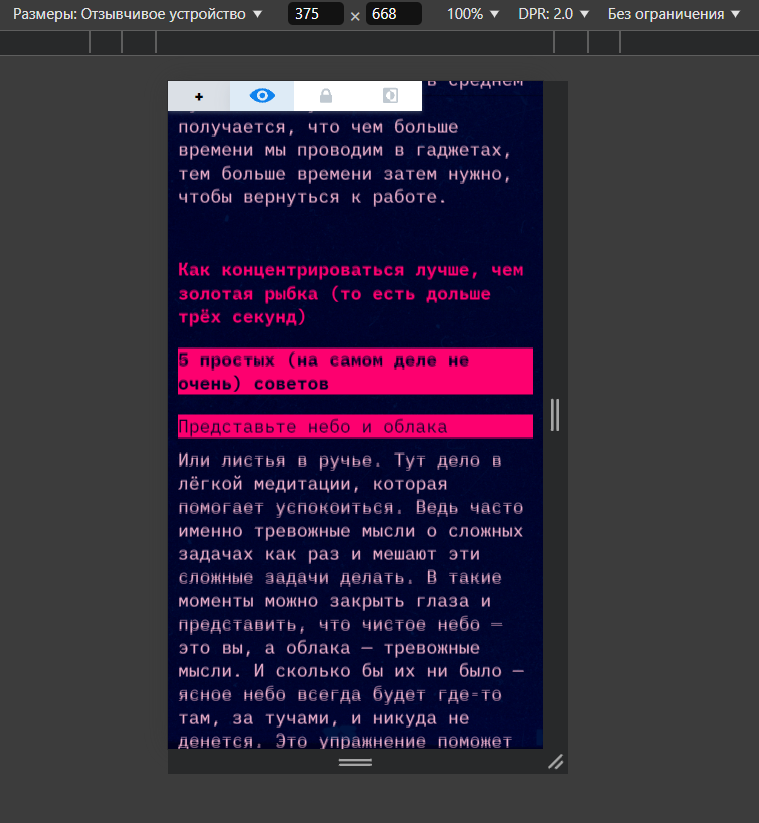 Размеры: Отзывчивое устройство ▼ 375 × 668 100% ▼ DPR: 2.0 ▼ Без ограничения ▼
+
в среднем
получается, что чем больше
времени мы проводим в гаджетах,
тем больше времени затем нужно,
чтобы вернуться к работе.
Как концентрироваться лучше, чем
золотая рыбка (то есть дольше
трёх секунд)
5 простых (на самом деле не
очень) советов
Представьте небо и облака
Или листья в ручье. Тут дело в
лёгкой медитации, которая
помогает успокоиться. Ведь часто
именно тревожные мысли о сложных
задачах как раз и мешают эти
сложные задачи делать. В такие
моменты можно закрыть глаза и
представить, что чистое небо —
это вы, а облака — тревожные
мысли. И сколько бы их ни было —
ясное небо всегда будет где-то
там, за тучами, и никуда не
денется. Это упражнение поможет